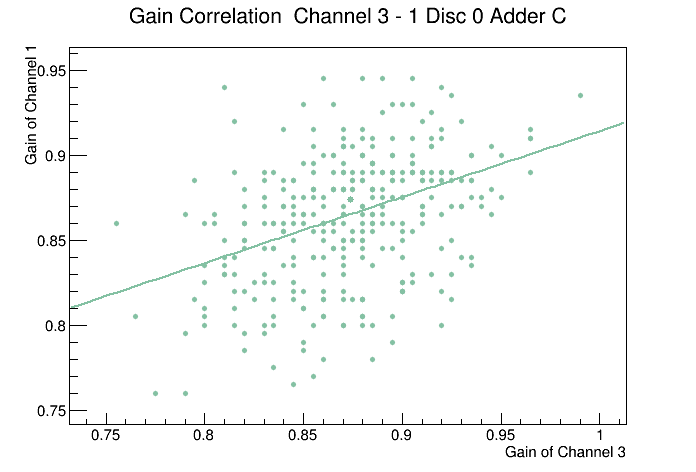 Gain Correlation  Channel 3 - 1 Disc 0 Adder C
Gain of Channel 1
0.95
0.9
0.85
0.8
0.75
0.75 0.8 0.85 0.9 0.95 1
Gain of Channel 3